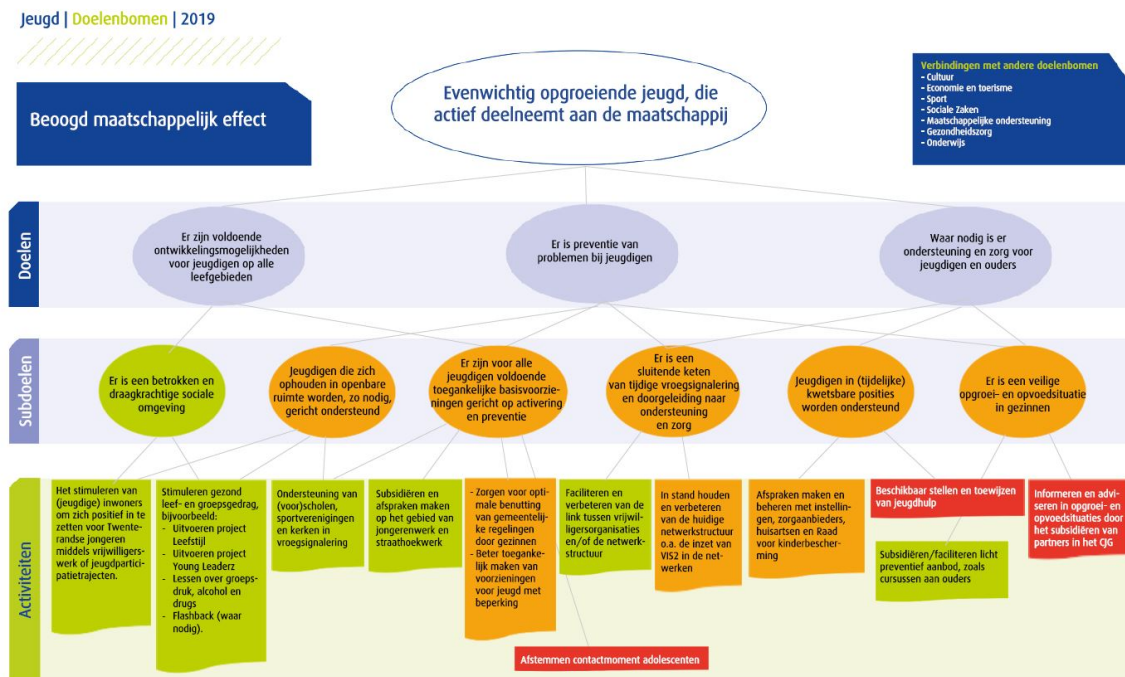 Jeugd | Doelenbomen | 2019
Beoogd maatschappelijk effect
Evenwichtig opgroeiende jeugd, die
actief deelneemt aan de maatschappij
Verbindingen met andere doelenbomen
- Cultuur
- Economie en toerisme
- Sport
- Sociale Zaken
- Maatschappelijke ondersteuning
- Gezondheidszorg
- Onderwijs
Doelen
Er zijn voldoende
ontwikkelingsmogelijkheden
voor jeugdigen op alle
leefgebieden
Er is preventie van
problemen bij jeugdigen
Waar nodig is er
ondersteuning en zorg voor
jeugdigen en ouders
Subdoelen
Er is een betrokken en
draagkrachtige sociale
omgeving
Jeugdigen die zich
ophouden in openbare
ruimte worden, zo nodig,
gericht ondersteund
Er zijn voor alle
jeugdigen voldoende
toegankelijke basisvoorzie-
ningen gericht op activering
en preventie
Er is een
sluitende keten
van tijdige vroegsignalering
en doorgeleiding naar
ondersteuning
en zorg
Jeugdigen in (tijdelijke)
kwetsbare posities
worden ondersteund
Er is een veilige
opgroei- en opvoedsituatie
in gezinnen
Activiteiten
Het stimuleren van
(jeugdige) inwoners
om zich positief in te
zetten voor Twente-
randse jongeren
middels vrijwilligers-
werk of jeugdpartici-
patietrajecten.
Stimuleren gezond
leef- en groepsgedrag,
bijvoorbeeld:
- Uitvoeren project
Leefstijl
- Uitvoeren project
Young Leaderz
- Lessen over groeps-
druk, alcohol en
drugs
- Flashback (waar
nodig).
Ondersteuning van
(voor)scholen,
sportverenigingen
en kerken in
vroegsignalering
Subsidiëren en
afspraken maken
op het gebied van
jongerenwerk en
straathoekwerk
- Zorgen voor opti-
male benutting
van gemeentelij-
ke regelingen
door gezinnen
- Beter toeganke-
lijk maken van
voorzieningen
voor jeugd met
beperking
Faciliteren en
verbeteren van de
link tussen vrijwil-
ligersorganisaties
en/of de netwerk-
structuur
In stand houden
en verbeteren
van de huidige
netwerkstructuur
o.a. de inzet van
VIS2 in de net-
werken
Afspraken maken en
beheren met instellin-
gen, zorgaanbieders,
huisartsen en Raad
voor kinderbescher-
ming
Beschikbaar stellen en toewijzen
van jeugdhulp
Subsidiëren/faciliteren licht
preventief aanbod, zoals
cursussen aan ouders
Informeren en advi-
seren in opgroei- en
opvoedsituaties door
het subsidiëren van
partners in het CJG
Afstemmen contactmoment adolescenten